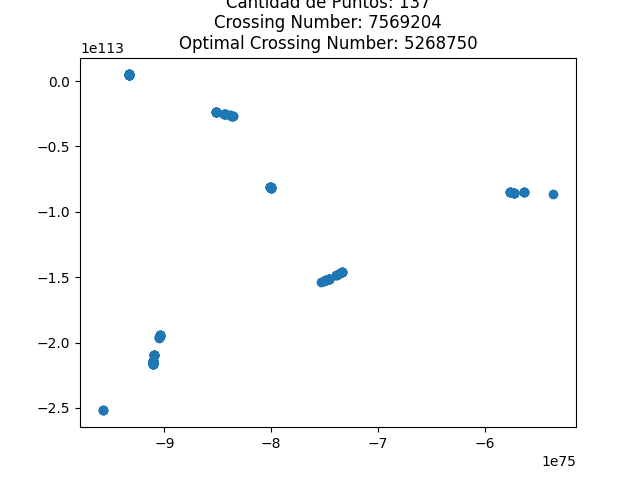 Cantidad de Puntos: 137
Crossing Number: 7569204
Optimal Crossing Number: 5268750
1e113
0.0
−0.5
−1.0
−1.5
−2.0
−2.5
−9
−8
−7
−6
1e75